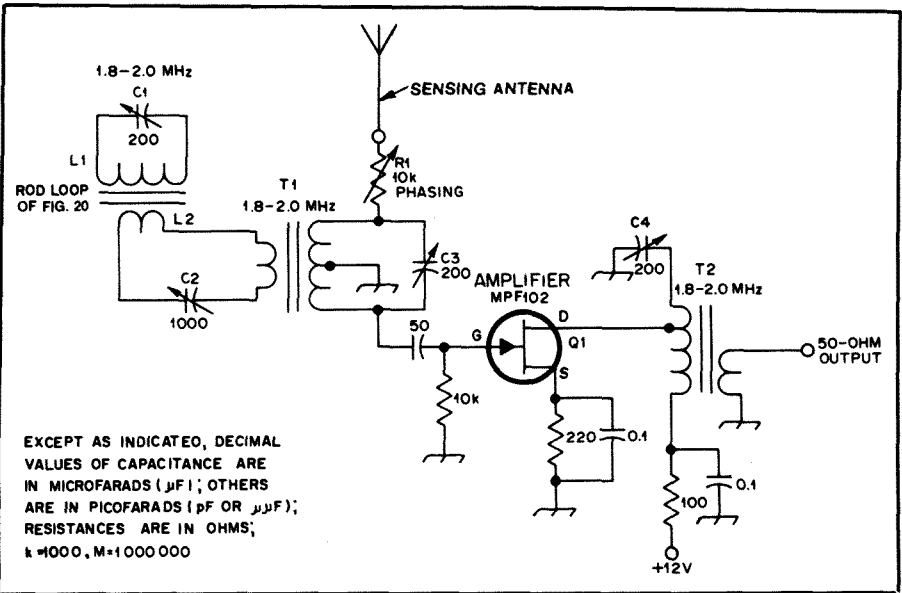 1.8-2.0 MHz
C1
200
L1
ROD LOOP
OF FIG. 20
L2
C2
1000
T1
1.8-2.0 MHz
SENSING ANTENNA
R1
10k
PHASING
C3
200
AMPLIFIER
MPF102
50
G
D
Q1
S
10k
220
0.1
C4
200
T2
1.8-2.0 MHz
50-OHM
OUTPUT
100
0.1
+12V
EXCEPT AS INDICATED, DECIMAL
VALUES OF CAPACITANCE ARE
IN MICROFARADS (µF); OTHERS
ARE IN PICOFARADS (pF OR µµF);
RESISTANCES ARE IN OHMS;
k=1000, M=1000000